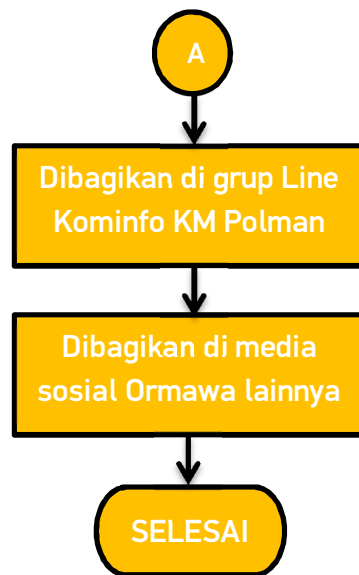 A
Dibagikan di grup Line
Kominfo KM Polman
Dibagikan di media
sosial Ormawa lainnya
SELESAI